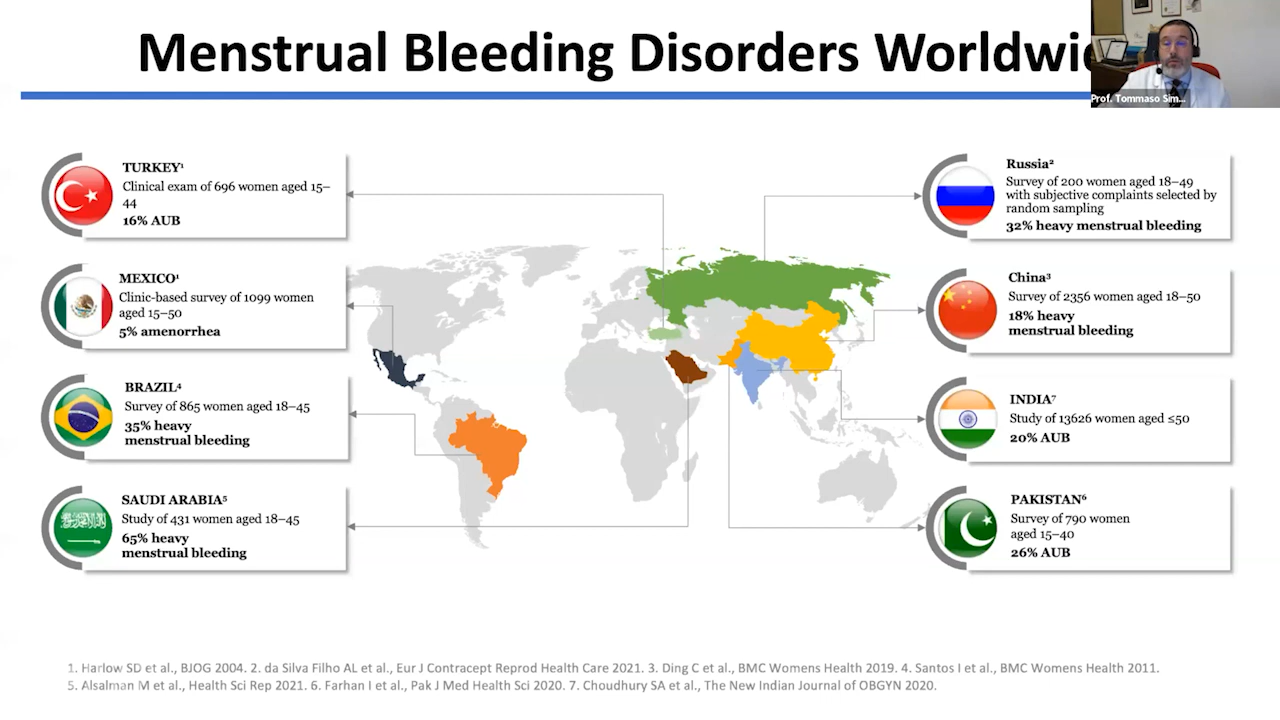 Menstrual Bleeding Disorders Worldwi
Prof. Tommaso Sim...
TURKEY¹
Clinical exam of 696 women aged 15–
44
16% AUB
MEXICO¹
Clinic-based survey of 1099 women
aged 15–50
5% amenorrhea
BRAZIL⁴
Survey of 865 women aged 18–45
35% heavy
menstrual bleeding
SAUDI ARABIA⁵
Study of 431 women aged 18–45
65% heavy
menstrual bleeding
Russia²
Survey of 200 women aged 18–49
with subjective complaints selected by
random sampling
32% heavy menstrual bleeding
China³
Survey of 2356 women aged 18–50
18% heavy
menstrual bleeding
INDIA⁷
Study of 13626 women aged ≤50
20% AUB
PAKISTAN⁶
Survey of 790 women
aged 15–40
26% AUB
1. Harlow SD et al., BJOG 2004. 2. da Silva Filho AL et al., Eur J Contracept Reprod Health Care 2021. 3. Ding C et al., BMC Womens Health 2019. 4. Santos I et al., BMC Womens Health 2011.
5. Alsalman M et al., Health Sci Rep 2021. 6. Farhan I et al., Pak J Med Health Sci 2020. 7. Choudhury SA et al., The New Indian Journal of OBGYN 2020.